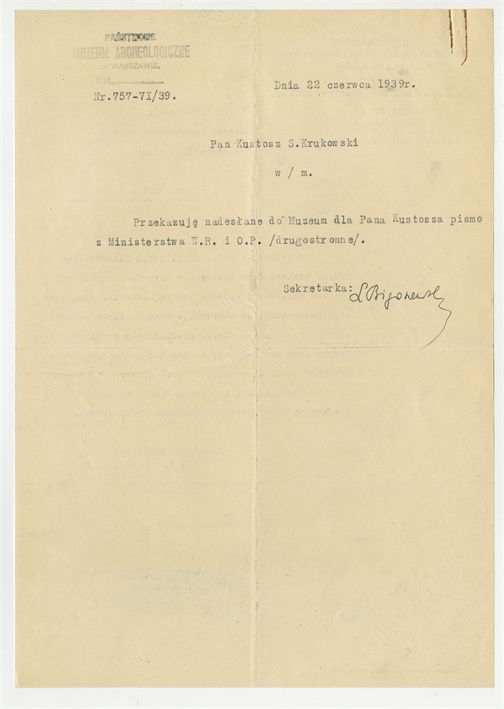 PAŃSTWOWE
MUZEUM ARCHEOLOGICZNE
W WARSZAWIE.
Nr.757-VI/39.
Dnia 22 czerwca 1939r.
Pan Kustosz S.Krukowski
w / m.
Przekazuję nadesłane do Muzeum dla Pana Kustosza pismo
z Ministerstwa W.R. i O.P. /drugostronne/.
Sekretarka: